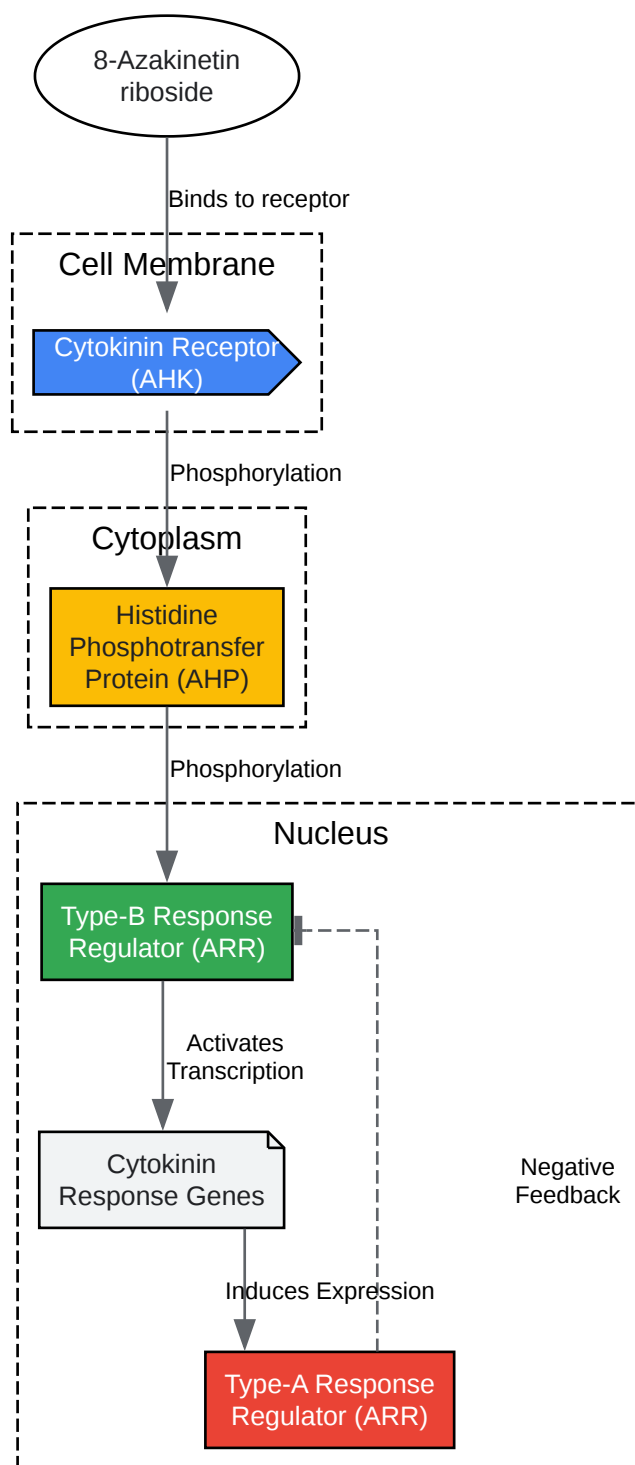 8-Azakinetin
riboside
Binds to receptor
Cell Membrane
Cytokinin Receptor
(AHK)
Phosphorylation
Cytoplasm
Histidine
Phosphotransfer
Protein (AHP)
Phosphorylation
Nucleus
Type-B Response
Regulator (ARR)
Activates
Transcription
Cytokinin
Response Genes
Negative
Feedback
Induces Expression
Type-A Response
Regulator (ARR)